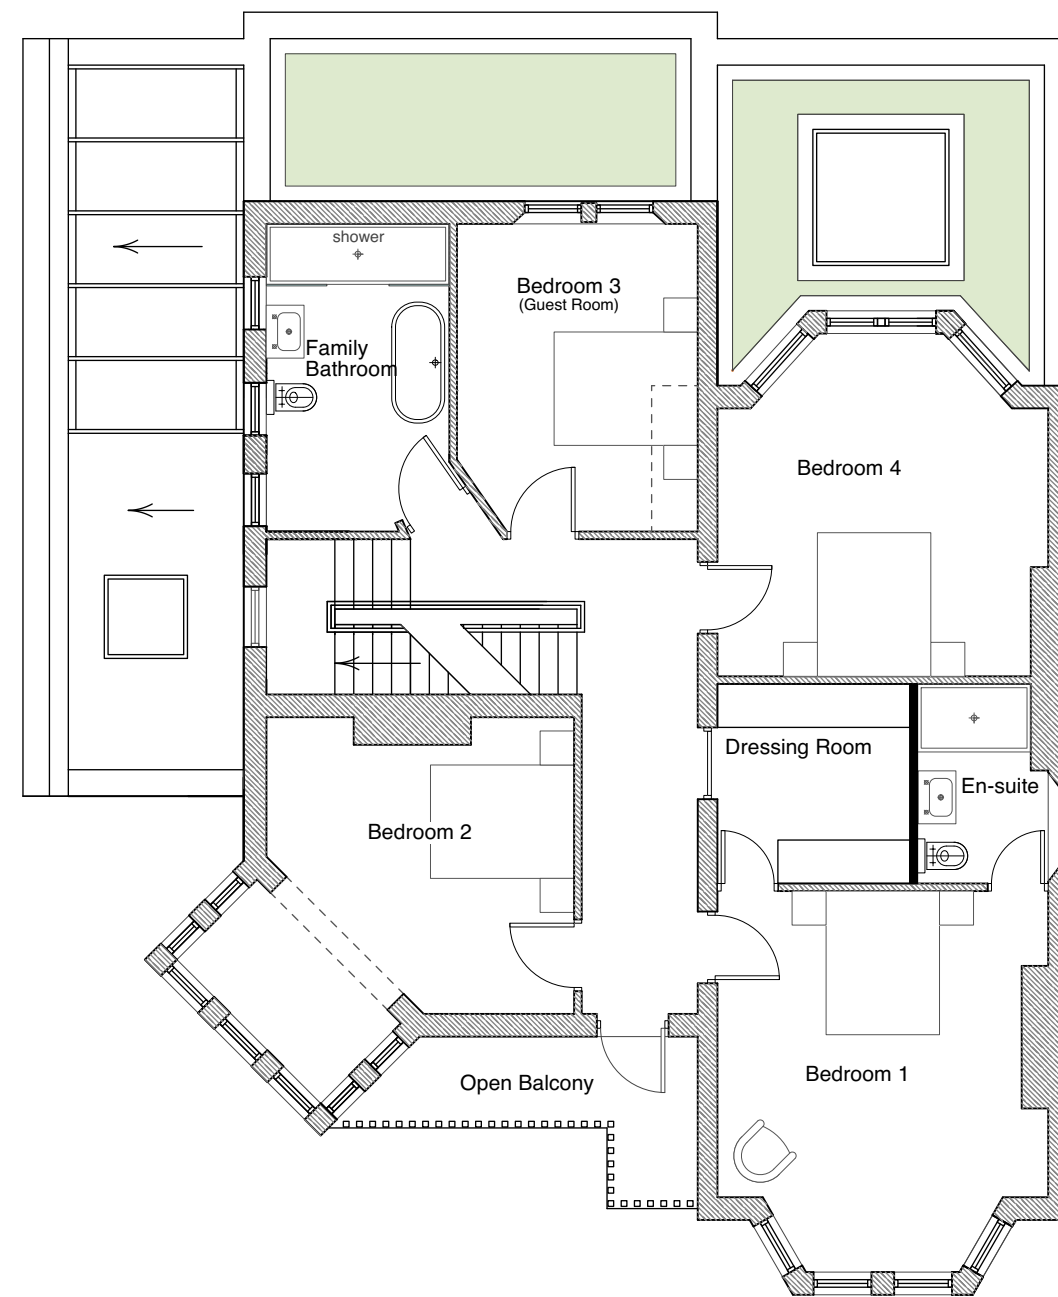 shower
Bedroom 3
(Guest Room)
Family
Bathroom
Bedroom 4
Dressing Room
En-suite
Bedroom 2
Open Balcony
Bedroom 1